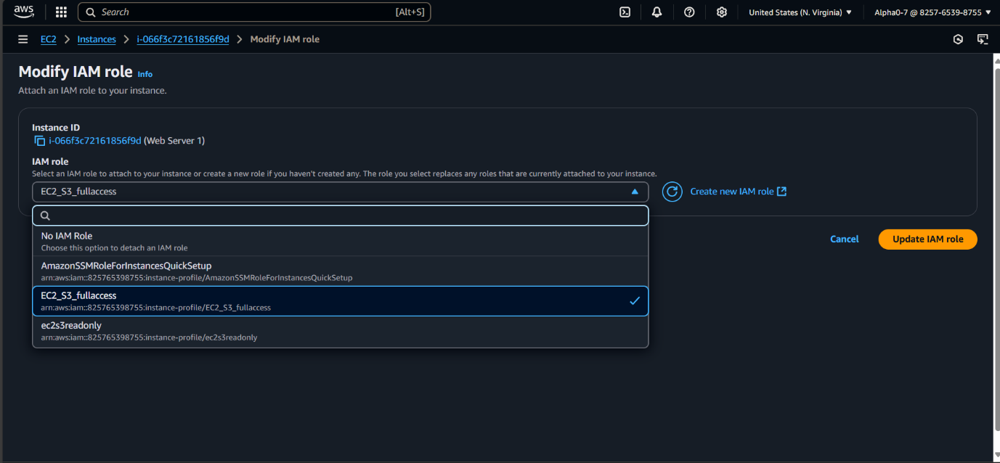 aws
Search [Alt+S] United States (N. Virginia) Alpha0-7 @ 8257-6539-8755
EC2 Instances i-066f3c72161856f9d Modify IAM role
Modify IAM role Info
Attach an IAM role to your instance.
Instance ID
i-066f3c72161856f9d (Web Server 1)
IAM role
Select an IAM role to attach to your instance or create a new role if you haven't created any. The role you select replaces any roles that are currently attached to your instance.
EC2_S3_fullaccess Create new IAM role
No IAM Role
Choose this option to detach an IAM role
Cancel Update IAM role
AmazonSSMRoleForInstancesQuickSetup
arn:aws:iam::825765398755:instance-profile/AmazonSSMRoleForInstancesQuickSetup
EC2_S3_fullaccess
arn:aws:iam::825765398755:instance-profile/EC2_S3_fullaccess
ec2s3readonly
arn:aws:iam::825765398755:instance-profile/ec2s3readonly